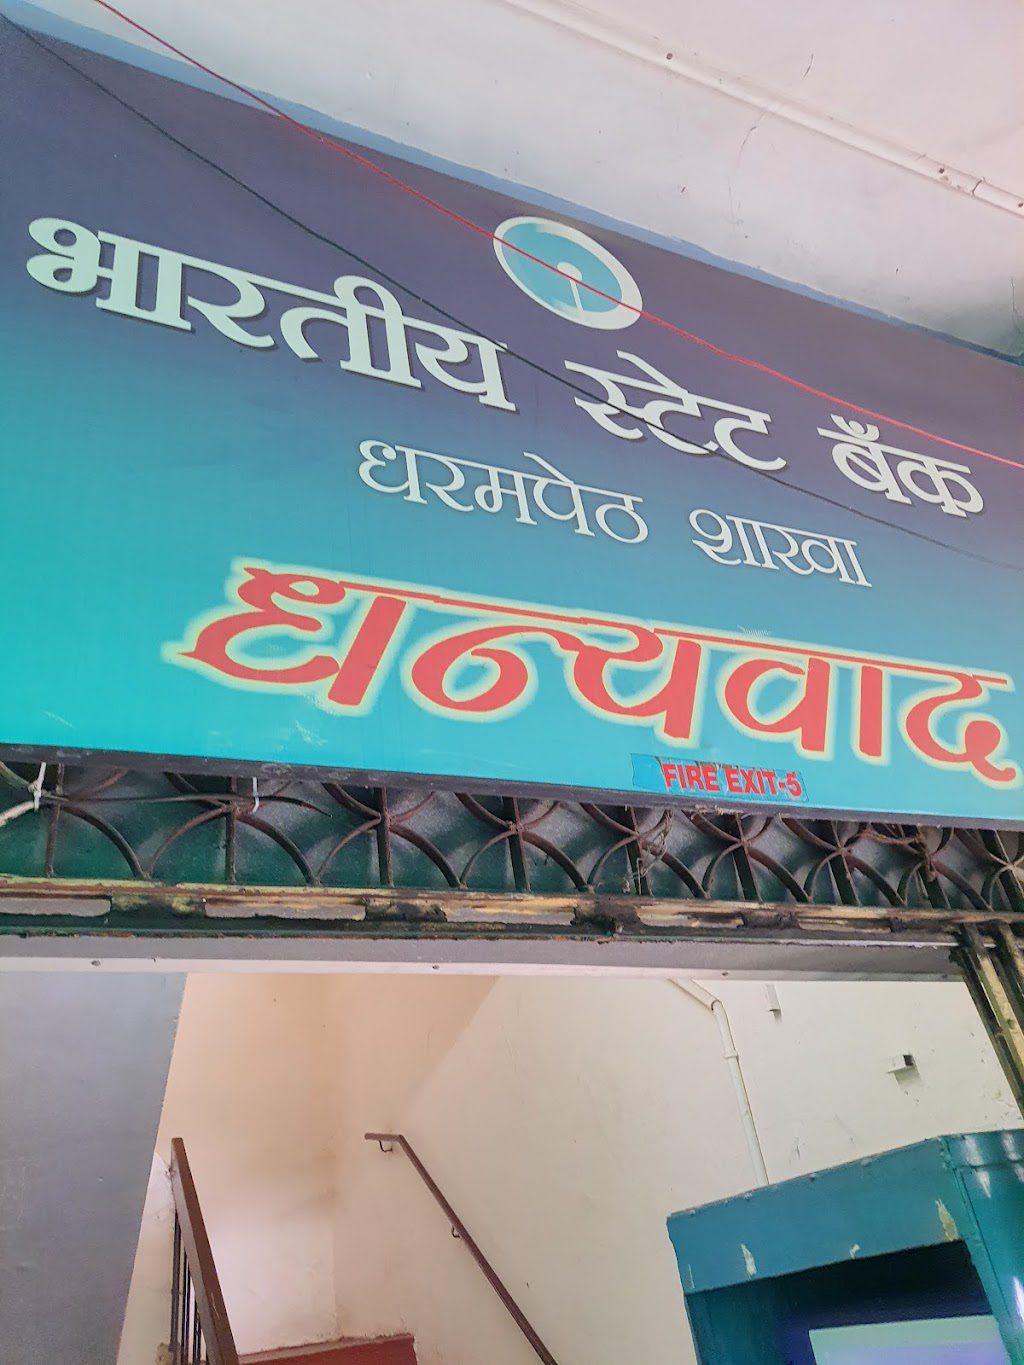 भारतीय स्टेट बँक
धरमपेठ शाखा
धन्यवाद
FIRE EXIT-5